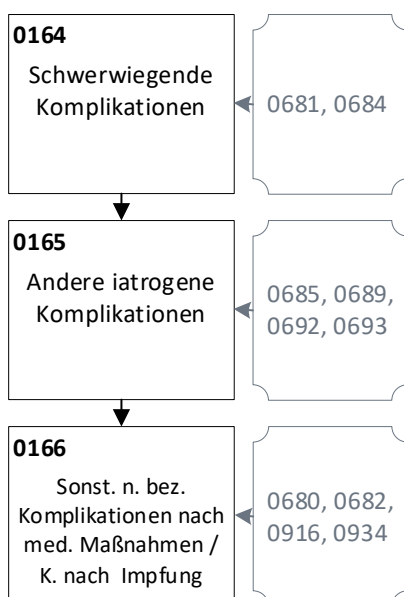 0164
Schwerwiegende
Komplikationen
0681, 0684
0165
Andere iatrogene
Komplikationen
0685, 0689,
0692, 0693
0166
Sonst. n. bez.
Komplikationen nach
med. Maßnahmen /
K. nach Impfung
0680, 0682,
0916, 0934